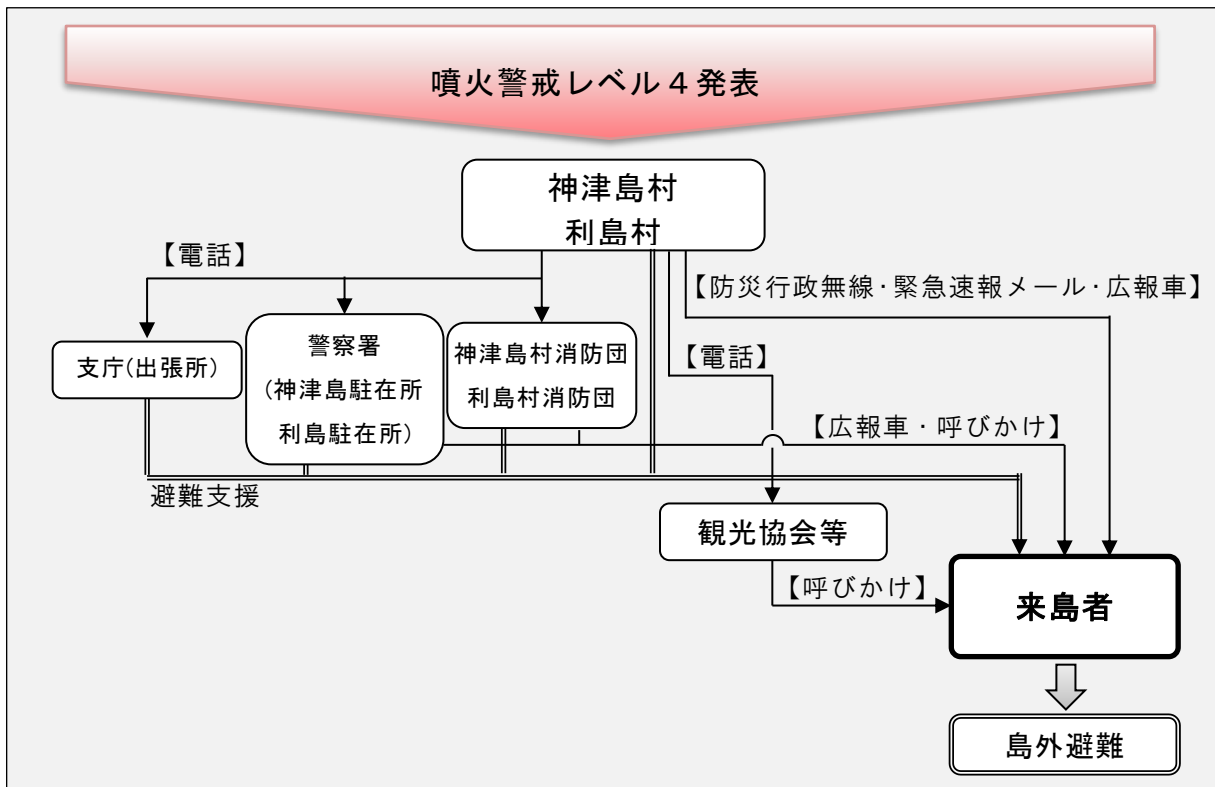 噴火警戒レベル４発表
神津島村
利島村
【電話】
【防災行政無線･緊急速報メール･広報車】
支庁(出張所)
警察署
(神津島駐在所
利島駐在所)
神津島村消防団
利島村消防団
【電話】
【広報車・呼びかけ】
避難支援
観光協会等
【呼びかけ】
来島者
島外避難